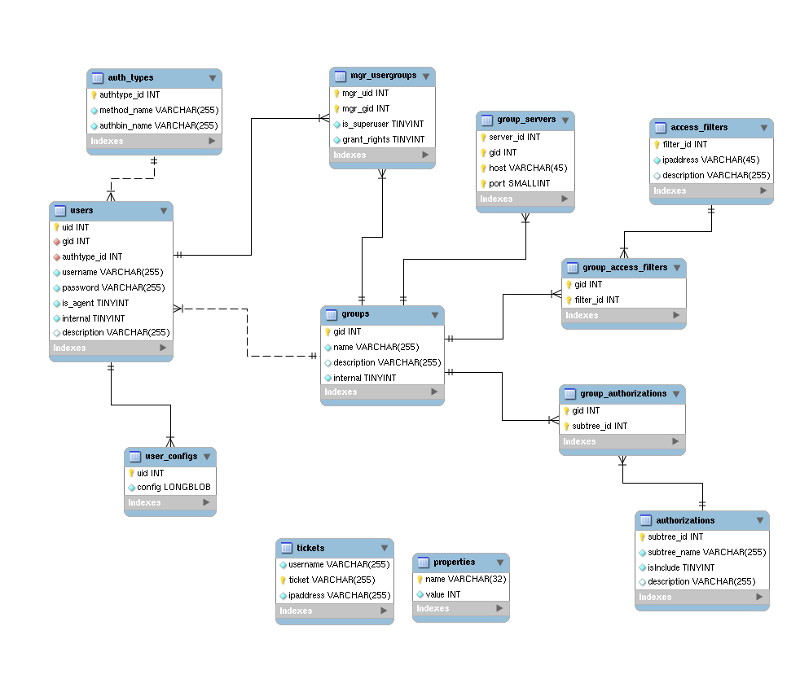 auth_types
authtype_id INT
method_name VARCHAR(255)
authbin_name VARCHAR(255)
Indexes
mgr_usergroups
mgr_uid INT
mgr_gid INT
is_superuser TINYINT
grant_rights TINYINT
Indexes
group_servers
server_id INT
gid INT
host VARCHAR(45)
port SMALLINT
Indexes
access_filters
filter_id INT
ipaddress VARCHAR(45)
description VARCHAR(255)
Indexes
users
uid INT
gid INT
authtype_id INT
username VARCHAR(255)
password VARCHAR(255)
is_agent TINYINT
internal TINYINT
description VARCHAR(255)
Indexes
group_access_filters
gid INT
filter_id INT
Indexes
groups
gid INT
name VARCHAR(255)
description VARCHAR(255)
internal TINYINT
Indexes
group_authorizations
gid INT
subtree_id INT
Indexes
user_configs
uid INT
config LONGBLOB
Indexes
authorizations
subtree_id INT
subtree_name VARCHAR(255)
isInclude TINYINT
description VARCHAR(255)
Indexes
tickets
username VARCHAR(255)
ticket VARCHAR(255)
ipaddress VARCHAR(255)
Indexes
properties
name VARCHAR(32)
value INT
Indexes